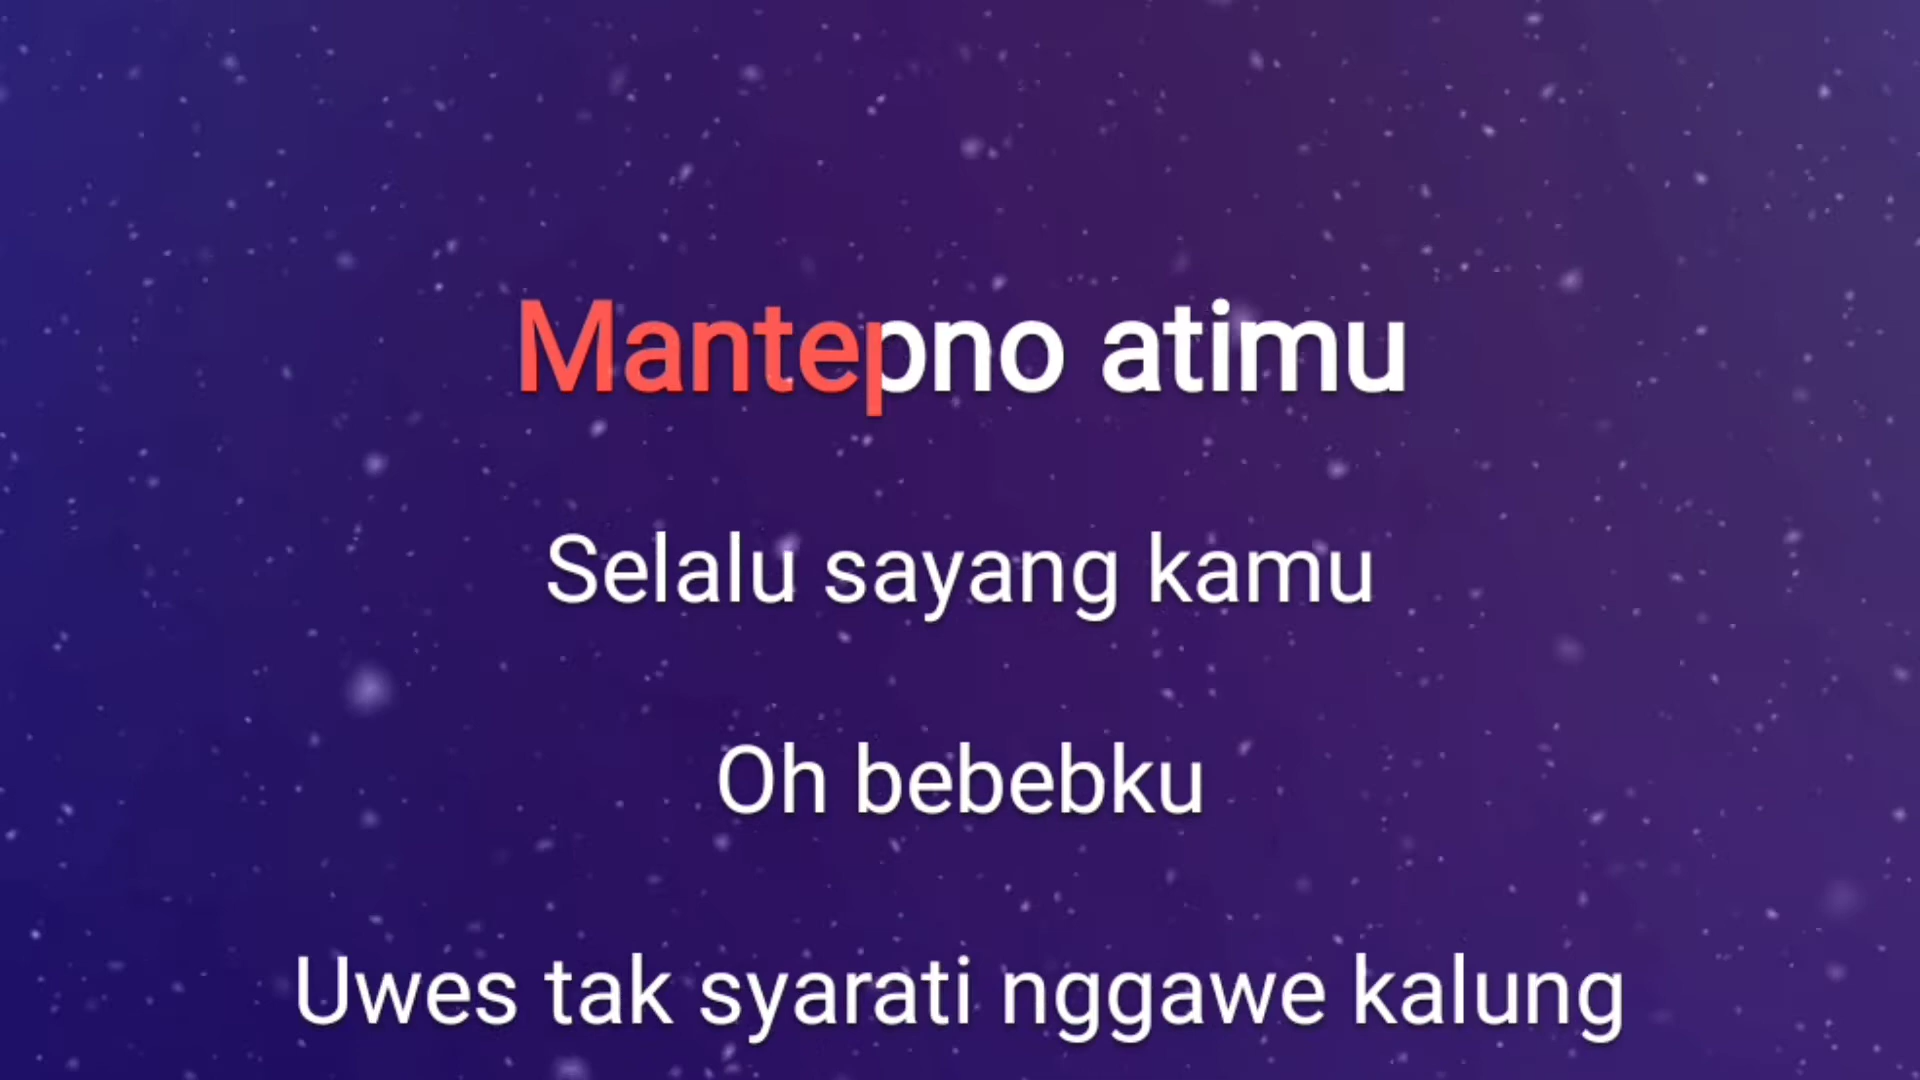 Mantepno atimu
Selalu sayang kamu
Oh bebebku
Uwes tak syarati nggawe kalung